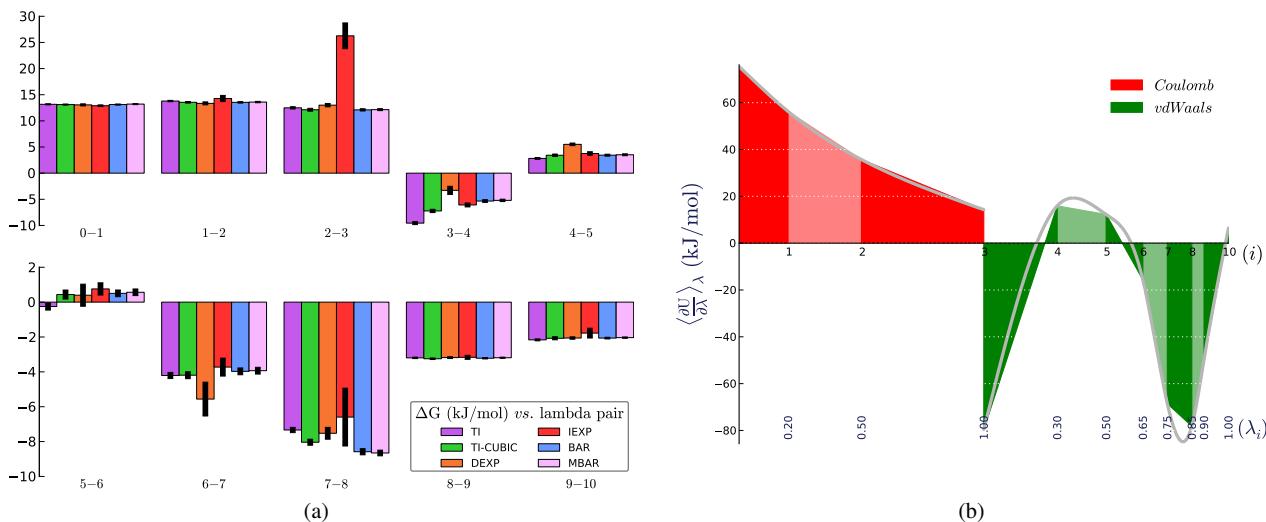 30
25
20
15
10
5
0
−5
−10
0−1 1−2 2−3 3−4 4−5
2
0
−2
−4
−6
−8
−10
5−6 6−7 7−8 8−9 9−10
ΔG (kJ/mol) vs. lambda pair
TI IEXP
TI-CUBIC BAR
DEXP MBAR
(a)
Coulomb
vdWaals
60
40
20
0
−20
−40
−60
−80
⟨∂U/∂λ⟩λ (kJ/mol)
1 2 3 4 5 6 7 8 9 10 (i)
0.20 0.50 1.00 0.30 0.50 0.65 0.75 0.85 0.90 1.00 (λi)
(b)